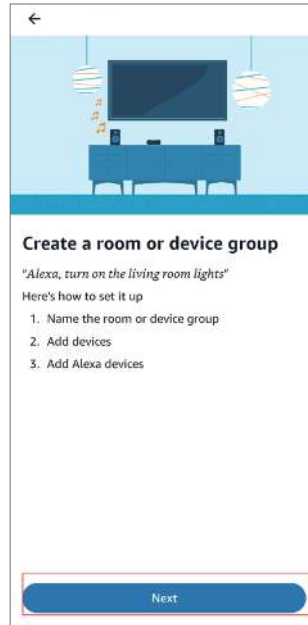 Create a room or device group
"Alexa, turn on the living room lights"
Here's how to set it up
1. Name the room or device group
2. Add devices
3. Add Alexa devices
Next